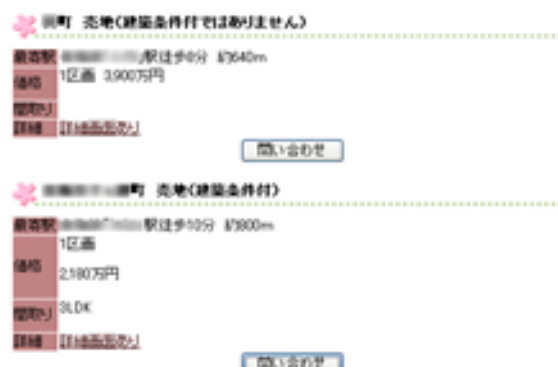 町 売地(建築条件付ではありません)
最寄駅 駅徒歩8分 約640m
価格 1区画 3,900万円
間取り
詳細 詳細画面あり
問い合わせ
町 売地(建築条件付)
最寄駅 駅徒歩10分 約800m
1区画
価格 2,180万円
間取り 3LDK
詳細 詳細画面あり
問い合わせ